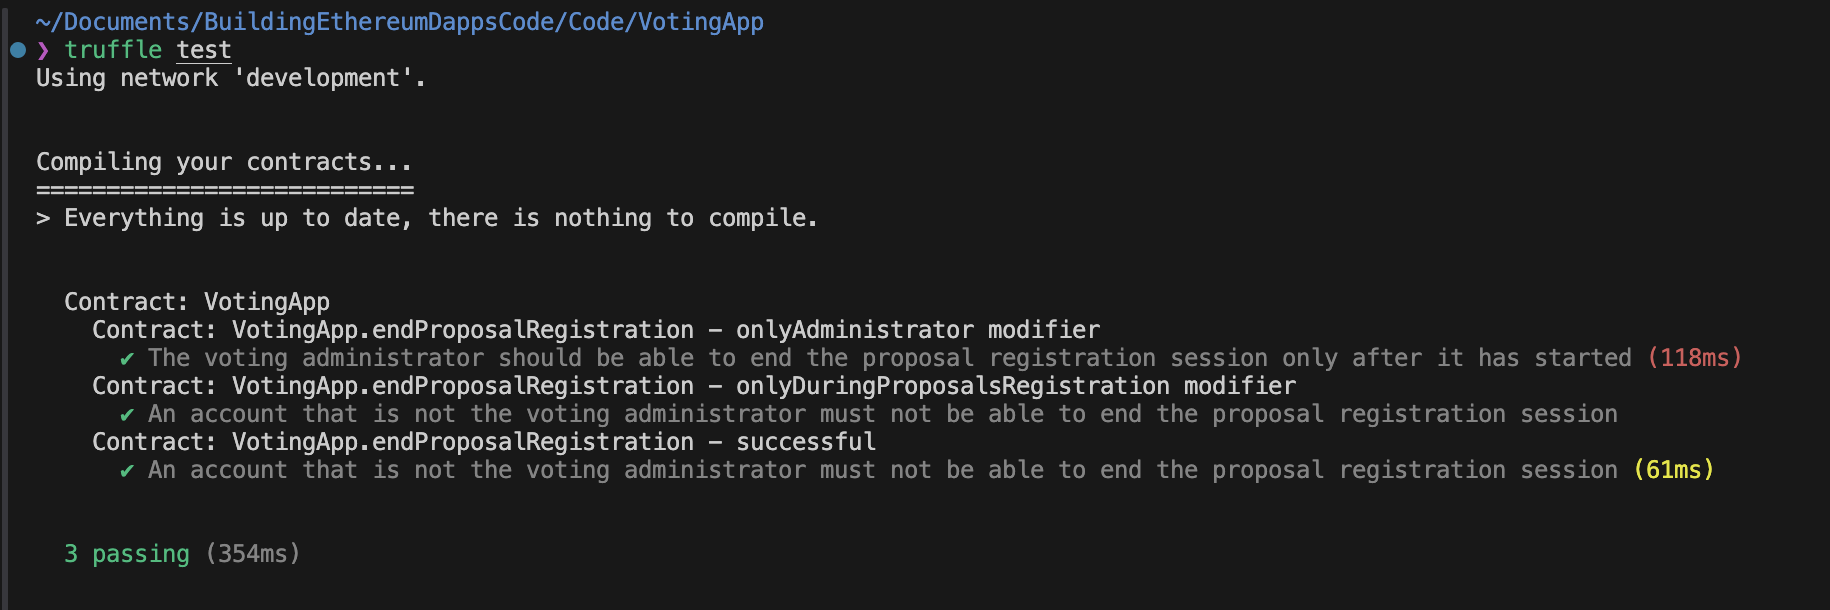 ~/Documents/BuildingEthereumDappsCode/Code/VotingApp
❯ truffle test
Using network 'development'.
Compiling your contracts...
===========================
> Everything is up to date, there is nothing to compile.
Contract: VotingApp
Contract: VotingApp.endProposalRegistration – onlyAdministrator modifier
✔ The voting administrator should be able to end the proposal registration session only after it has started (118ms)
Contract: VotingApp.endProposalRegistration – onlyDuringProposalsRegistration modifier
✔ An account that is not the voting administrator must not be able to end the proposal registration session
Contract: VotingApp.endProposalRegistration – successful
✔ An account that is not the voting administrator must not be able to end the proposal registration session (61ms)
3 passing (354ms)